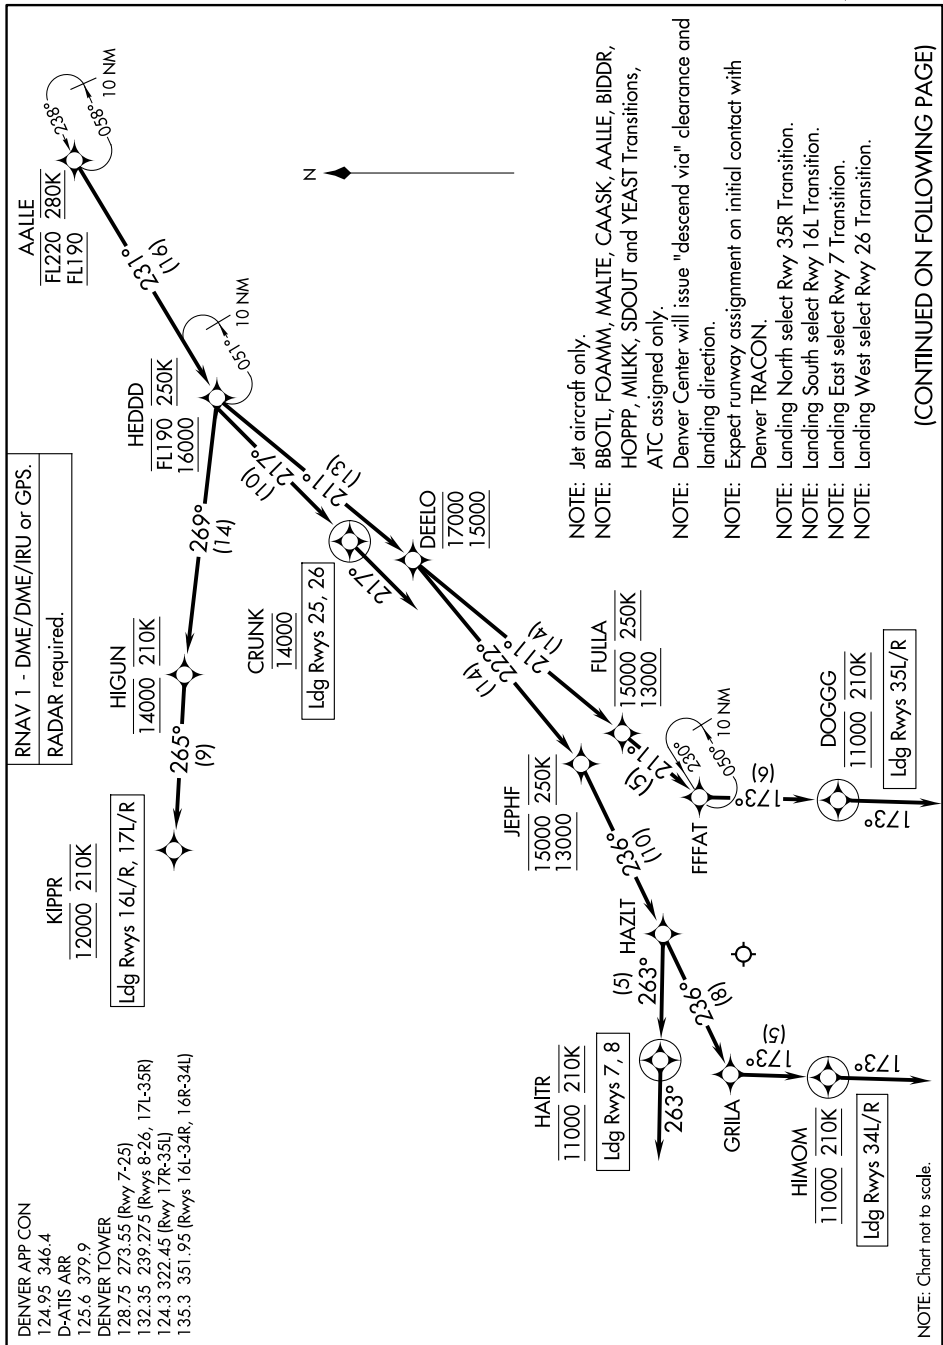 RNAV 1 - DME/DME/IRU or GPS.
RADAR required.
DENVER APP CON
124.95 346.4
D-ATIS ARR
125.6 379.9
DENVER TOWER
128.75 273.55 (Rwy 7-25)
132.35 239.275 (Rwys 8-26, 17L-35R)
124.3 322.45 (Rwy 17R-35L)
135.3 351.95 (Rwys 16L-34R, 16R-34L)
KIPPR
12000 210K
Ldg Rwys 16L/R, 17L/R
265°
(9)
HIGUN
14000 210K
269°
(14)
HEDDD
FL190 250K
16000
051°
10 NM
AALLE
FL220 280K
FL190
231°
(16)
238°
058°
10 NM
N
CRUNK
14000
Ldg Rwys 25, 26
217°
(10)
217°
211°
(13)
DEELO
17000
15000
222°
(14)
211°
(14)
JEPHF
15000 250K
13000
FULLA
15000 250K
13000
211°
(5)
230°
050°
10 NM
FFFAT
173°
(6)
DOGGG
11000 210K
Ldg Rwys 35L/R
173°
236°
(10)
HAZLT
263°
(5)
HAITR
11000 210K
Ldg Rwys 7, 8
263°
236°
(8)
GRILA
173°
(5)
HIMOM
11000 210K
Ldg Rwys 34L/R
173°
NOTE: Jet aircraft only.
NOTE: BBOTL, FOAMM, MALTE, CAASK, AALLE, BIDDR,
HOPPP, MILKK, SDOUT and YEAST Transitions,
ATC assigned only.
NOTE: Denver Center will issue "descend via" clearance and
landing direction.
NOTE: Expect runway assignment on initial contact with
Denver TRACON.
NOTE: Landing North select Rwy 35R Transition.
NOTE: Landing South select Rwy 16L Transition.
NOTE: Landing East select Rwy 7 Transition.
NOTE: Landing West select Rwy 26 Transition.
(CONTINUED ON FOLLOWING PAGE)
NOTE: Chart not to scale.